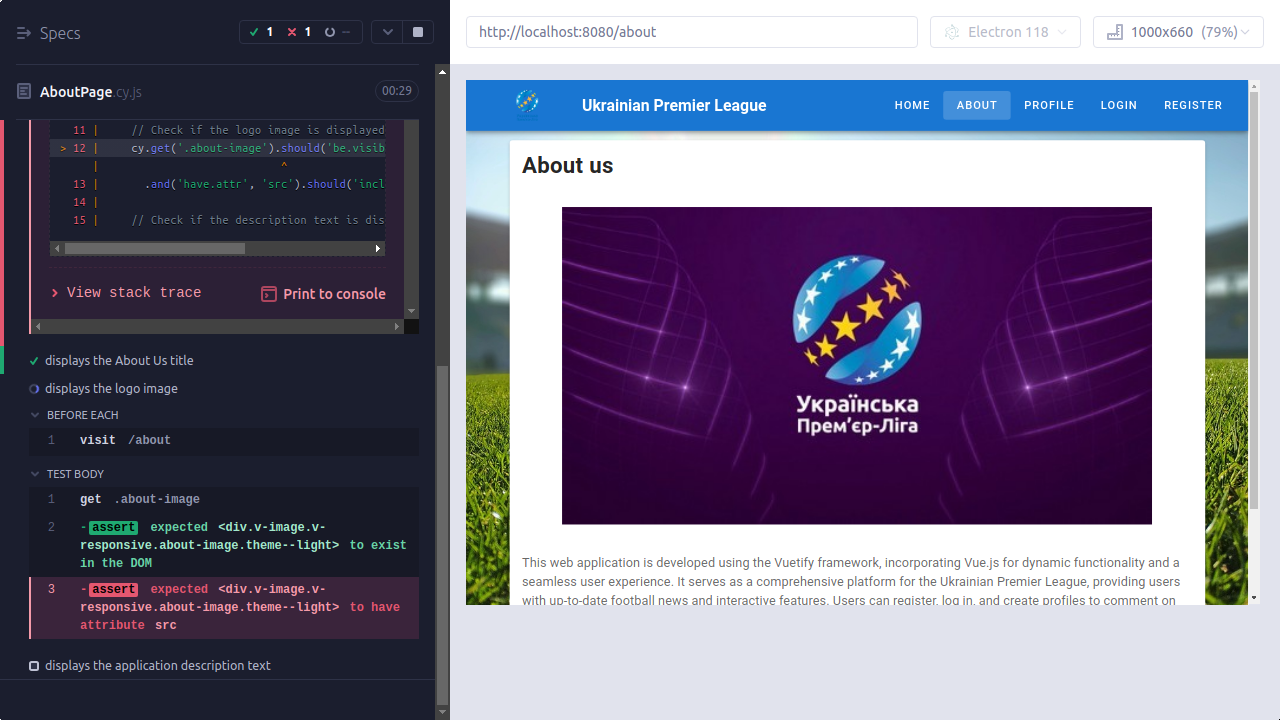 Specs
1 1 --
AboutPage.cy.js
00:29
11 | // Check if the logo image is displayed
> 12 | cy.get('.about-image').should('be.visib
| ^
13 | .and('have.attr', 'src').should('incl
14 |
15 | // Check if the description text is dis
View stack trace
Print to console
displays the About Us title
displays the logo image
BEFORE EACH
1 visit /about
TEST BODY
1 get .about-image
2 -assert expected <div.v-image.v-
responsive.about-image.theme--light> to exist
in the DOM
3 -assert expected <div.v-image.v-
responsive.about-image.theme--light> to have
attribute src
displays the application description text
http://localhost:8080/about
Electron 118
1000x660 (79%)
Ukrainian Premier League
HOME ABOUT PROFILE LOGIN REGISTER
About us
Українська
Прем’єр-Ліга
This web application is developed using the Vuetify framework, incorporating Vue.js for dynamic functionality and a
seamless user experience. It serves as a comprehensive platform for the Ukrainian Premier League, providing users
with up-to-date football news and interactive features. Users can register, log in, and create profiles to comment on